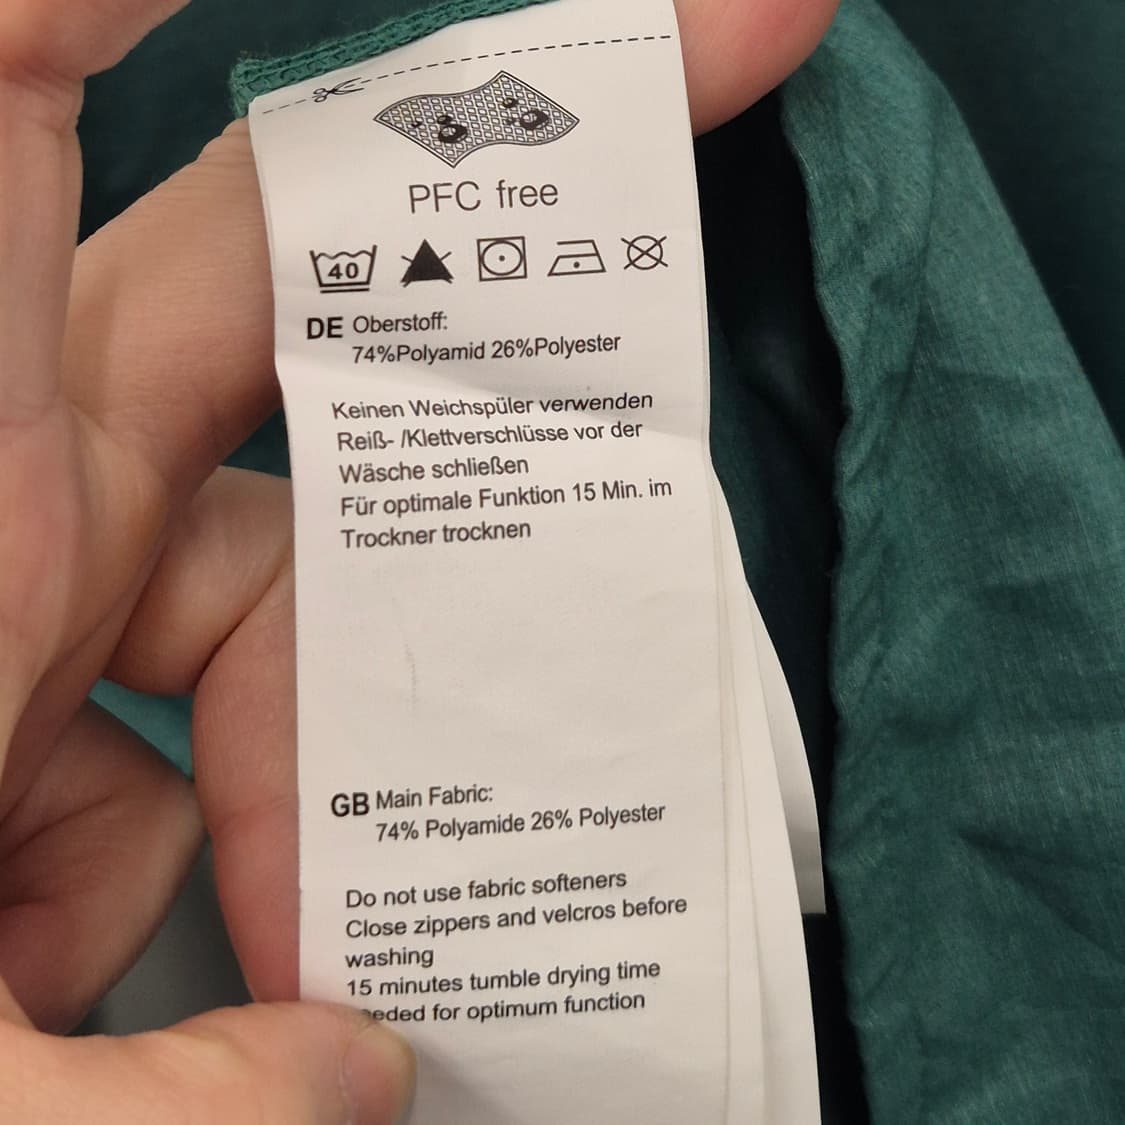 PFC free
40
DE Oberstoff:
74%Polyamid 26%Polyester
Keinen Weichspüler verwenden
Reiß- /Klettverschlüsse vor der
Wäsche schließen
Für optimale Funktion 15 Min. im
Trockner trocknen
GB Main Fabric:
74% Polyamide 26% Polyester
Do not use fabric softeners
Close zippers and velcros before
washing
15 minutes tumble drying time
eeded for optimum function